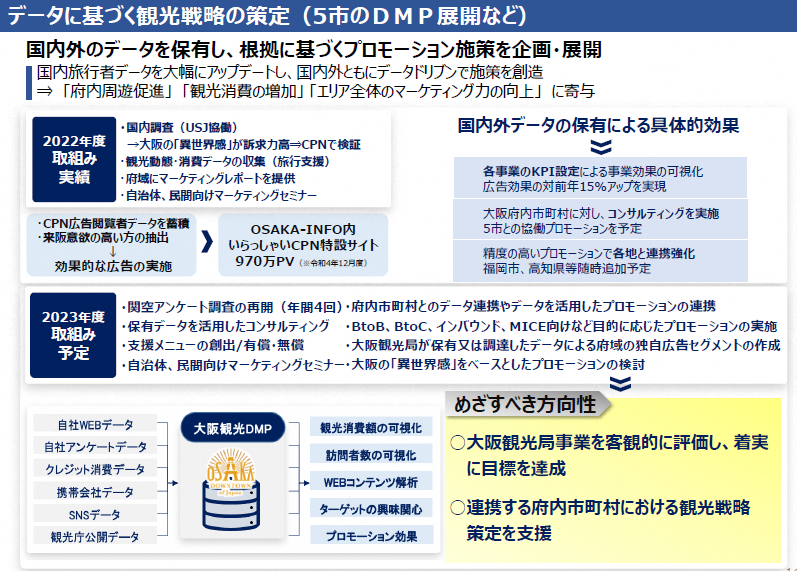 データに基づく観光戦略の策定（5市のDMP展開など）
国内外のデータを保有し、根拠に基づくプロモーション施策を企画・展開
国内旅行者データを大幅にアップデートし、国内外ともにデータドリブンで施策を創造
⇒ 「府内周遊促進」「観光消費の増加」「エリア全体のマーケティング力の向上」 に寄与
2022年度
取組み
実績
・国内調査（USJ協働）
→大阪の「異世界感」が訴求力高⇒CPNで検証
・観光動態・消費データの収集（旅行支援）
・府域にマーケティングレポートを提供
・自治体、民間向けマーケティングセミナー
・CPN広告閲覧者データを蓄積
・来阪意欲の高い方の抽出
↓
効果的な広告の実施
OSAKA-INFO内
いらっしゃいCPN特設サイト
970万PV（※令和4年12月度）
国内外データの保有による具体的効果
各事業のKPI設定による事業効果の可視化
広告効果の対前年15%アップを実現
大阪府内市町村に対し、コンサルティングを実施
5市との協働プロモーションを予定
精度の高いプロモーションで各地と連携強化
福岡市、高知県等随時追加予定
2023年度
取組み
予定
・関空アンケート調査の再開（年間4回）
・保有データを活用したコンサルティング
・支援メニューの創出/有償・無償
・自治体、民間向けマーケティングセミナー
・府内市町村とのデータ連携やデータを活用したプロモーションの連携
・BtoB、BtoC、インバウンド、MICE向けなど目的に応じたプロモーションの実施
・大阪観光局が保有又は調達したデータによる府域の独自広告セグメントの作成
・大阪の「異世界感」をベースとしたプロモーションの検討
自社WEBデータ
自社アンケートデータ
クレジット消費データ
携帯会社データ
SNSデータ
観光庁公開データ
大阪観光DMP
OSAKA
DOWNTOWN
of Japan
観光消費額の可視化
訪問者数の可視化
WEBコンテンツ解析
ターゲットの興味関心
プロモーション効果
めざすべき方向性
○大阪観光局事業を客観的に評価し、着実
に目標を達成
○連携する府内市町村における観光戦略
策定を支援